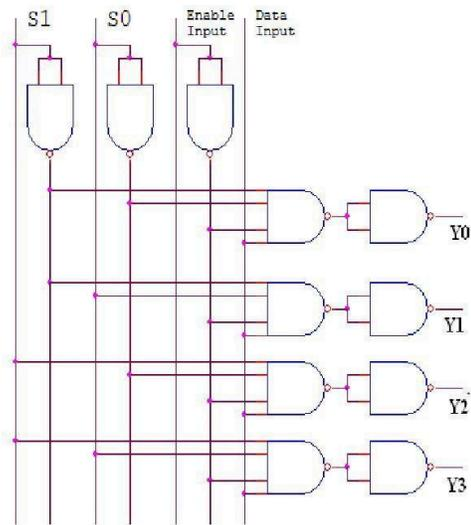 S1
S0
Enable
Input
Data
Input
Y0
Y1
Y2
Y3